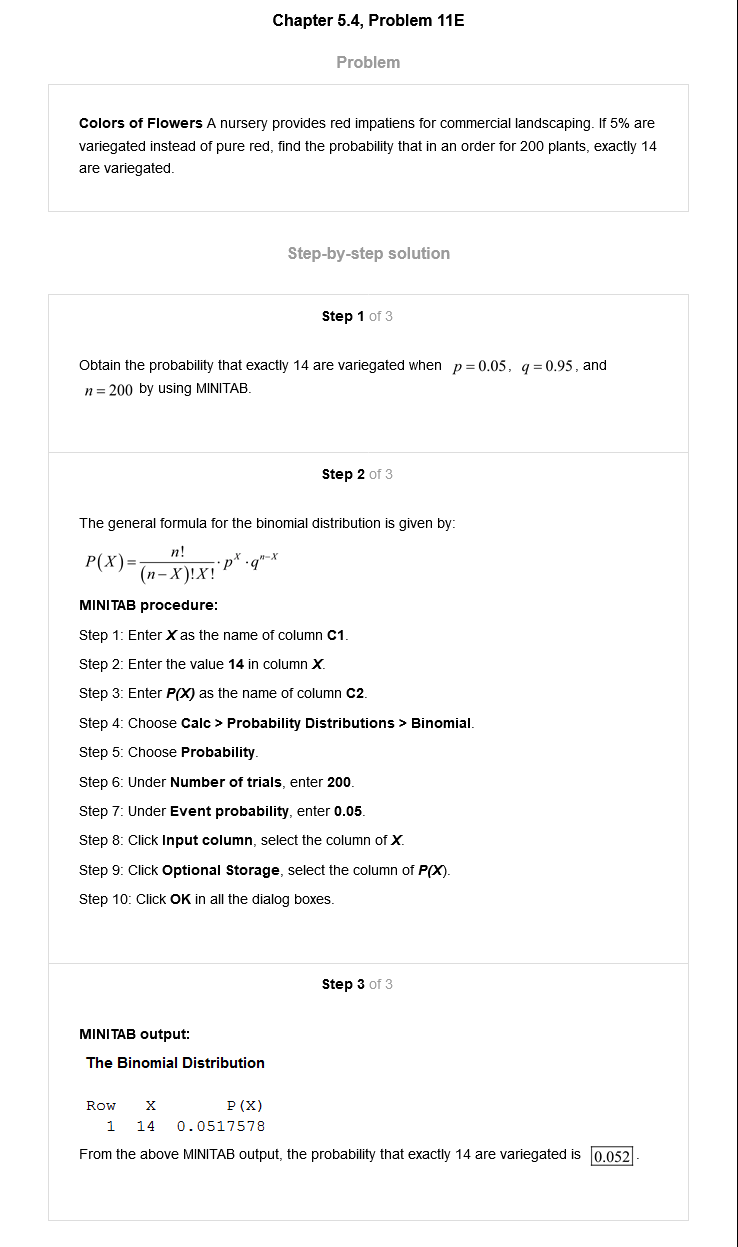 Chapter 5.4, Problem 11E
Problem
Colors of Flowers A nursery provides red impatiens for commercial landscaping. If 5% are
variegated instead of pure red, find the probability that in an order for 200 plants, exactly 14
are variegated.
Step-by-step solution
Step 1 of 3
Obtain the probability that exactly 14 are variegated when p = 0.05, q = 0.95, and
n = 200 by using MINITAB.
Step 2 of 3
The general formula for the binomial distribution is given by:
P(X) = n! / (n − X)! X! · p^X · q^(n−X)
MINITAB procedure:
Step 1: Enter X as the name of column C1.
Step 2: Enter the value 14 in column X.
Step 3: Enter P(X) as the name of column C2.
Step 4: Choose Calc > Probability Distributions > Binomial.
Step 5: Choose Probability.
Step 6: Under Number of trials, enter 200.
Step 7: Under Event probability, enter 0.05.
Step 8: Click Input column, select the column of X.
Step 9: Click Optional Storage, select the column of P(X).
Step 10: Click OK in all the dialog boxes.
Step 3 of 3
MINITAB output:
The Binomial Distribution
Row X P(X)
1 14 0.0517578
From the above MINITAB output, the probability that exactly 14 are variegated is 0.052.